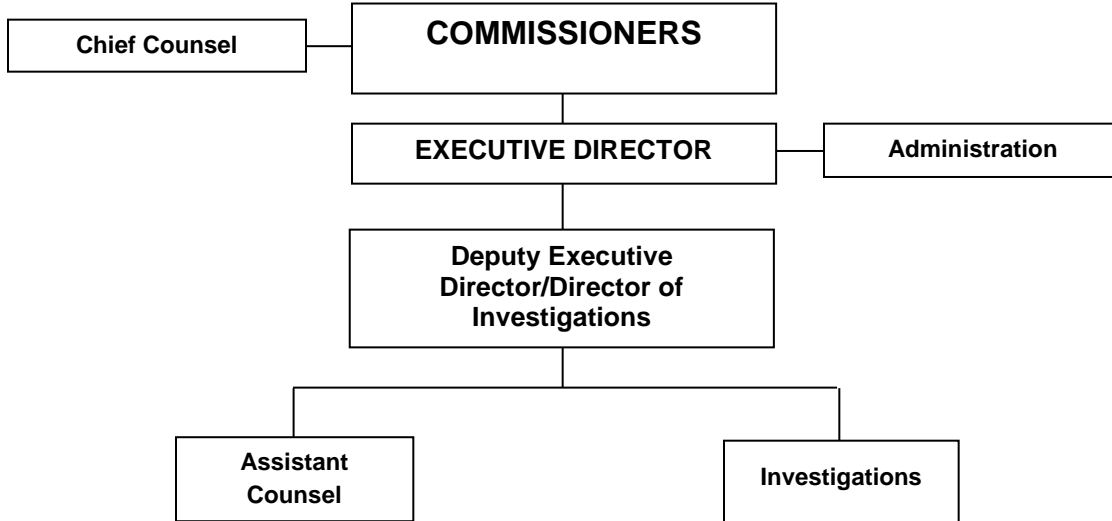 COMMISSIONERS
Chief Counsel
EXECUTIVE DIRECTOR
Administration
Deputy Executive
Director/Director of
Investigations
Assistant
Counsel
Investigations